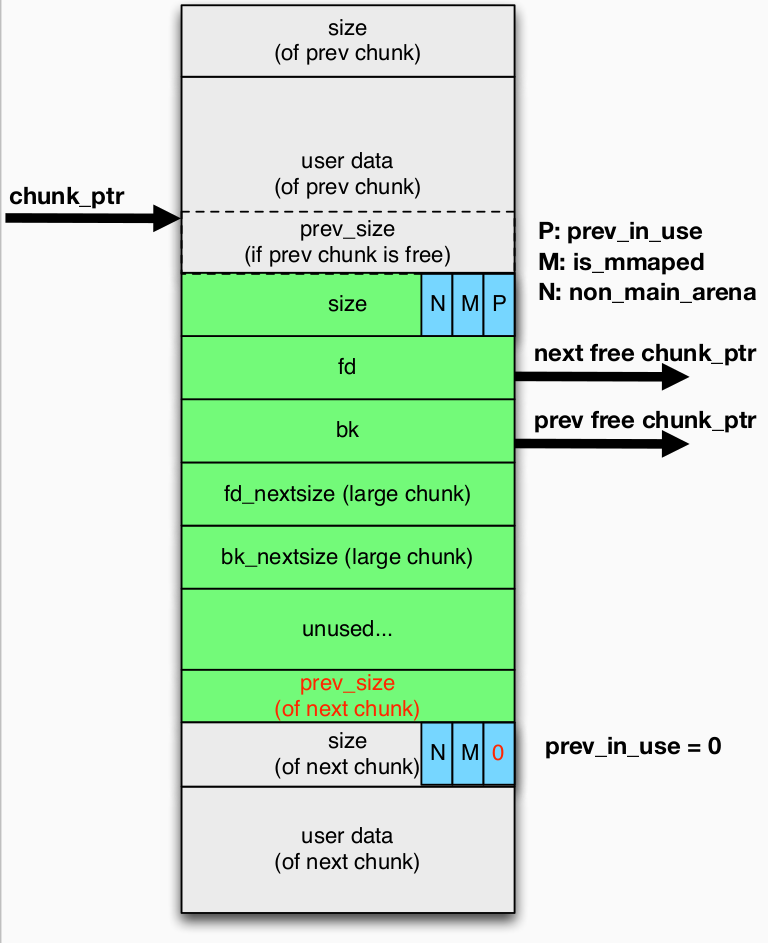 size
(of prev chunk)
user data
(of prev chunk)
chunk_ptr
prev_size
(if prev chunk is free)
P: prev_in_use
M: is_mmaped
N: non_main_arena
size N M P
fd
next free chunk_ptr
bk
prev free chunk_ptr
fd_nextsize (large chunk)
bk_nextsize (large chunk)
unused...
prev_size
(of next chunk)
size
(of next chunk) N M 0
prev_in_use = 0
user data
(of next chunk)